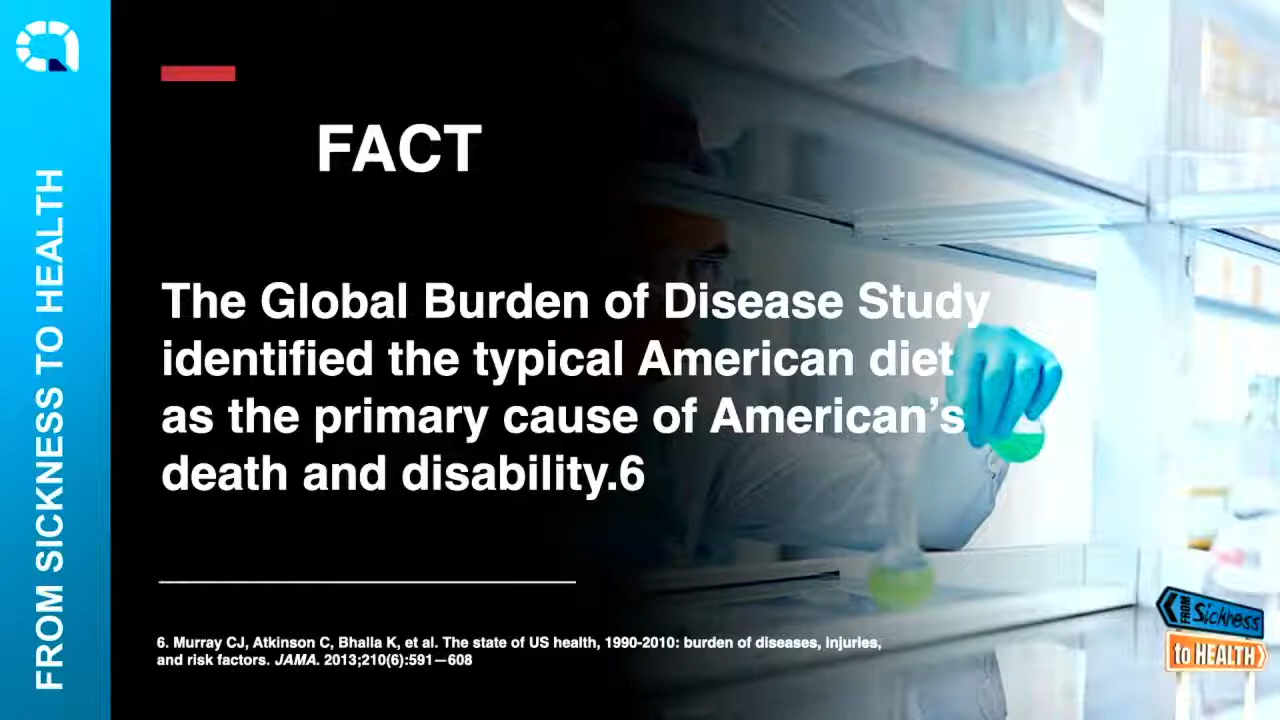 FROM SICKNESS TO HEALTH
FACT
The Global Burden of Disease Study
identified the typical American diet
as the primary cause of American’s
death and disability.6
6. Murray CJ, Atkinson C, Bhalla K, et al. The state of US health, 1990-2010: burden of diseases, injuries,
and risk factors. JAMA. 2013;210(6):591—608
FROM Sickness
to HEALTH